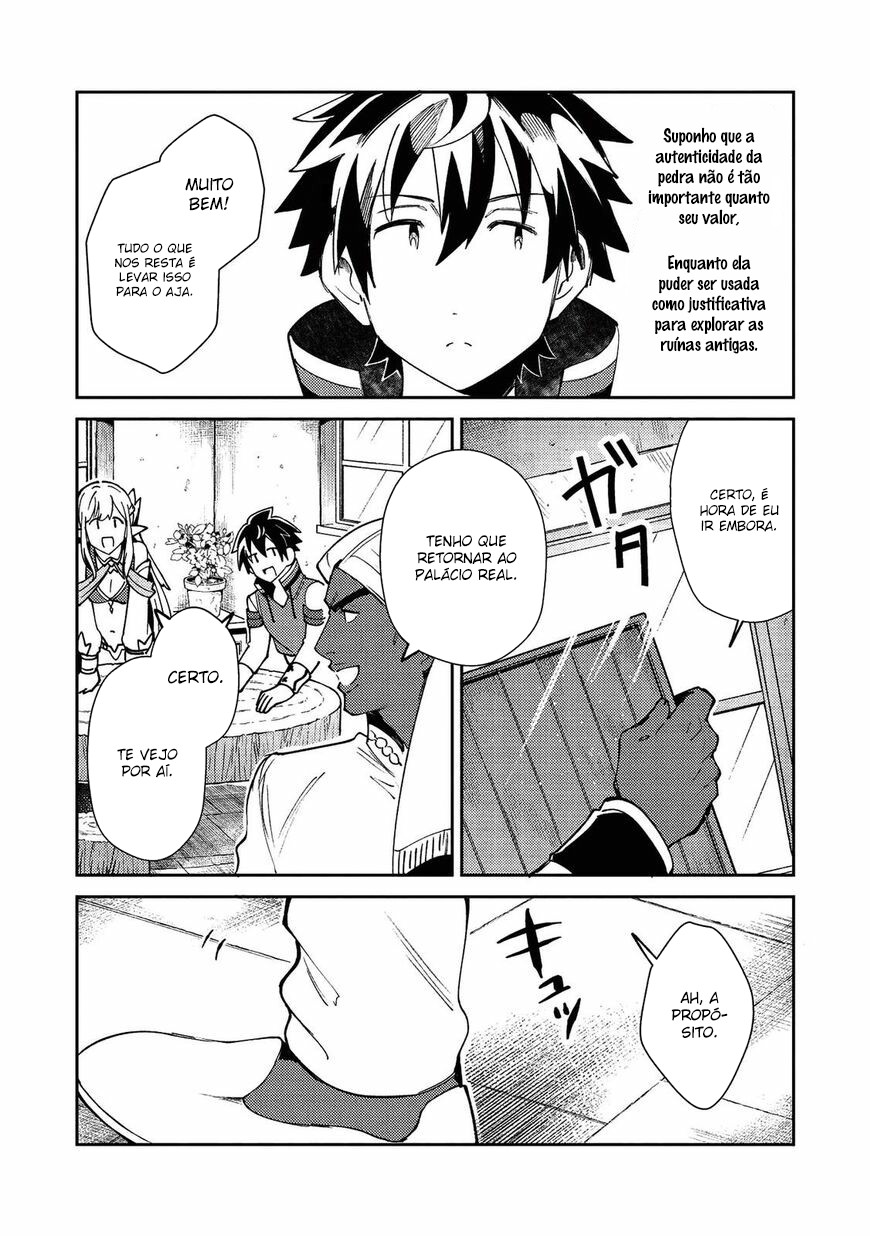 Suponho que a
autenticidade da
pedra não é tão
importante quanto
seu valor,
Enquanto ela
puder ser usada
como justificativa
para explorar as
ruínas antigas.
MUITO
BEM!
TUDO O QUE
NOS RESTA É
LEVAR ISSO
PARA O AJA.
CERTO, É
HORA DE EU
IR EMBORA.
ガタ
TENHO QUE
RETORNAR AO
PALÁCIO REAL.
CERTO.
TE VEJO
POR AÍ.
AH, A
PROPÓ-
SITO.
キュッ